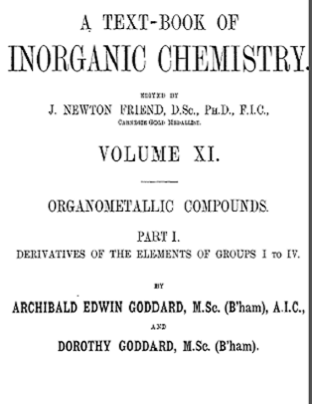 A TEXT-BOOK OF
INORGANIC CHEMISTRY.
EDITED BY
J. NEWTON FRIEND, D.Sc., Ph.D., F.I.C.,
CARNEGIE GOLD MEDALLIST.
VOLUME XI.
ORGANOMETALLIC COMPOUNDS.
PART I.
DERIVATIVES OF THE ELEMENTS OF GROUPS I TO IV.
BY
ARCHIBALD EDWIN GODDARD, M.Sc. (B'ham), A.I.C.,
AND
DOROTHY GODDARD, M.Sc. (B'ham).